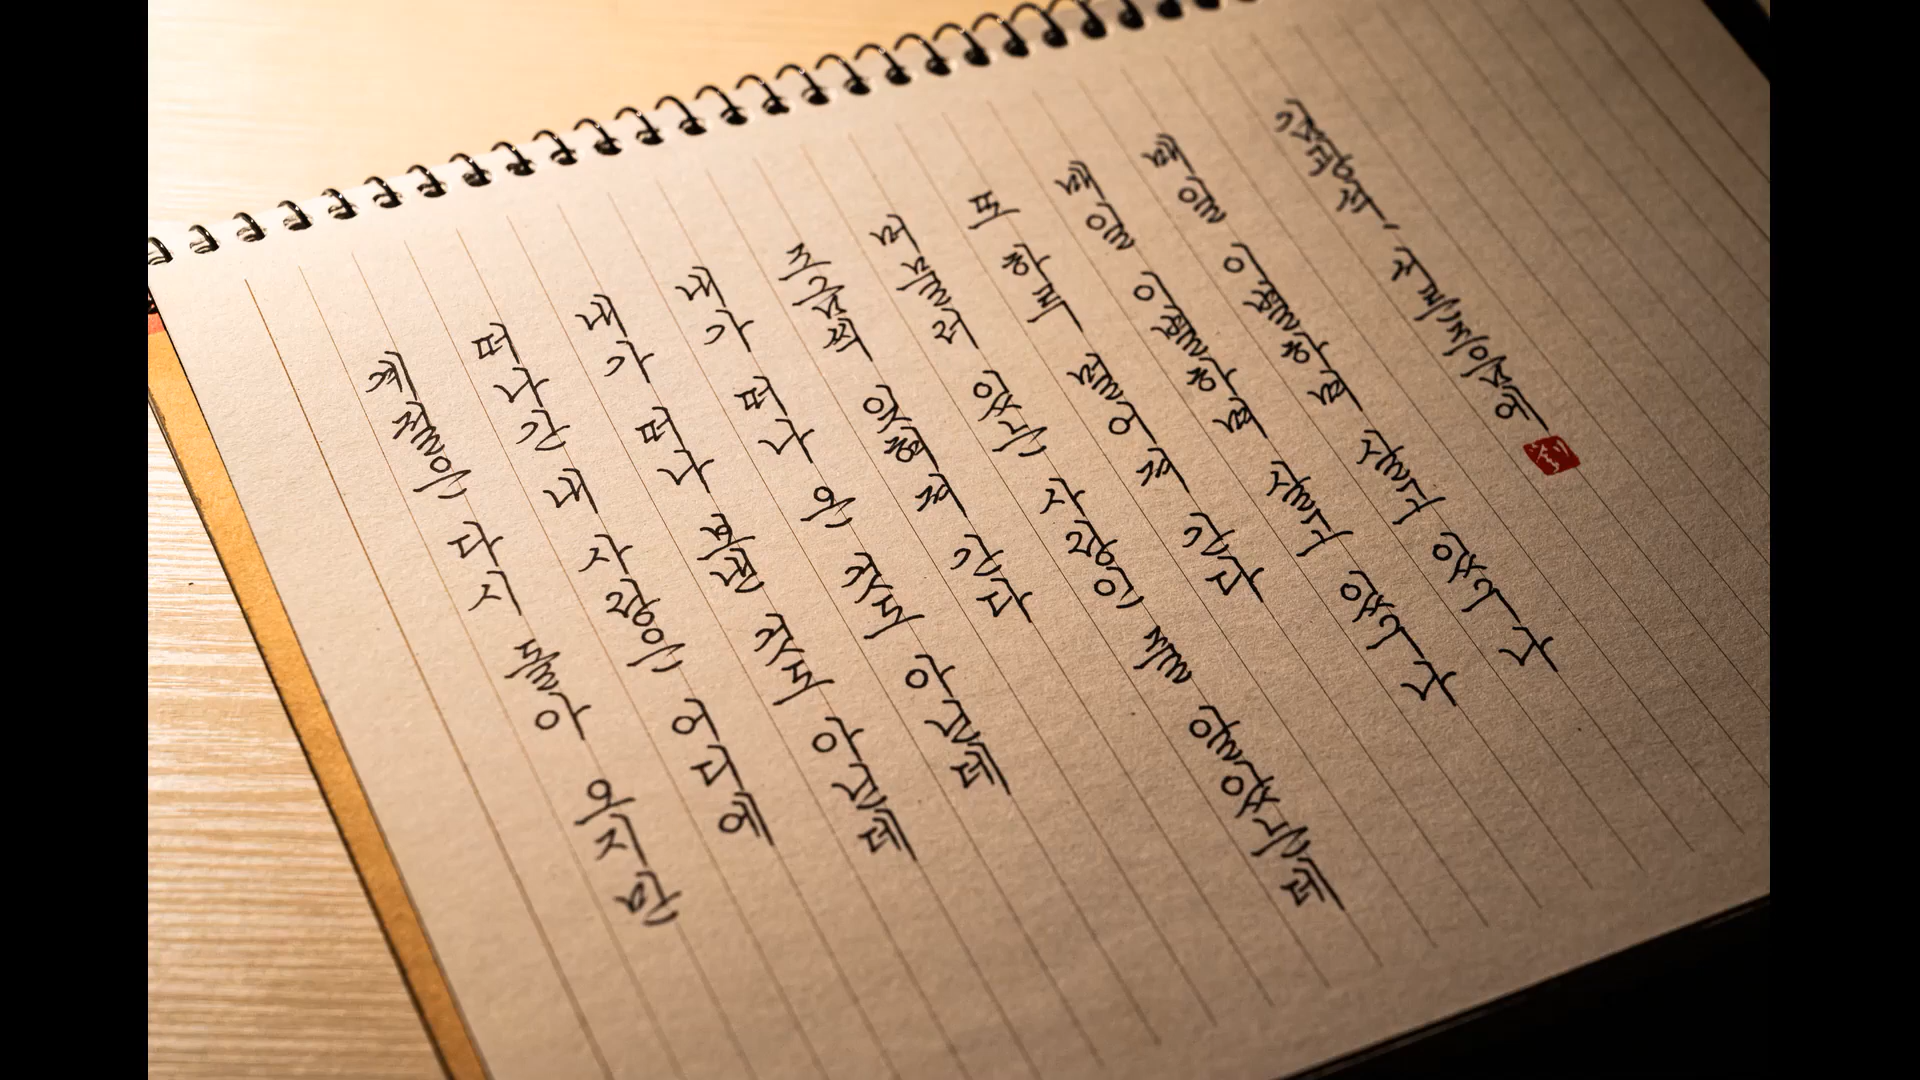 계절은 다시 돌아 오지만
떠나간 내 사랑은 어디에
내가 떠나 보낸 것도 아닌데
내가 떠나 온 것도 아닌데
조금씩 잊혀져 간다
머물러 있는 사랑인 줄 알았는데
또 하루 멀어져 간다
매일 이별하며 살고 있구나
매일 이별하며 살고 있구나
김광석, 서른즈음에